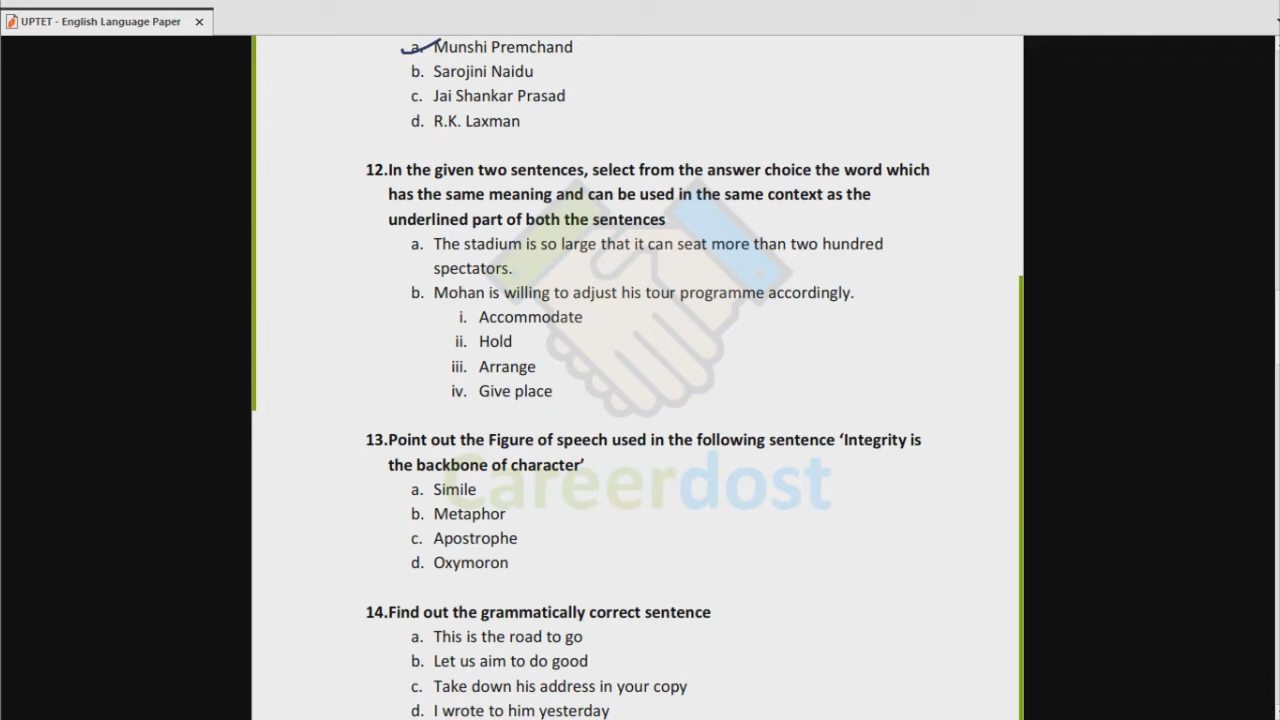 UPTET - English Language Paper
a. Munshi Premchand
b. Sarojini Naidu
c. Jai Shankar Prasad
d. R.K. Laxman
12.In the given two sentences, select from the answer choice the word which
has the same meaning and can be used in the same context as the
underlined part of both the sentences
a. The stadium is so large that it can seat more than two hundred
spectators.
b. Mohan is willing to adjust his tour programme accordingly.
i. Accommodate
ii. Hold
iii. Arrange
iv. Give place
13.Point out the Figure of speech used in the following sentence ‘Integrity is
the backbone of character’
Careerdost
a. Simile
b. Metaphor
c. Apostrophe
d. Oxymoron
14.Find out the grammatically correct sentence
a. This is the road to go
b. Let us aim to do good
c. Take down his address in your copy
d. I wrote to him yesterday